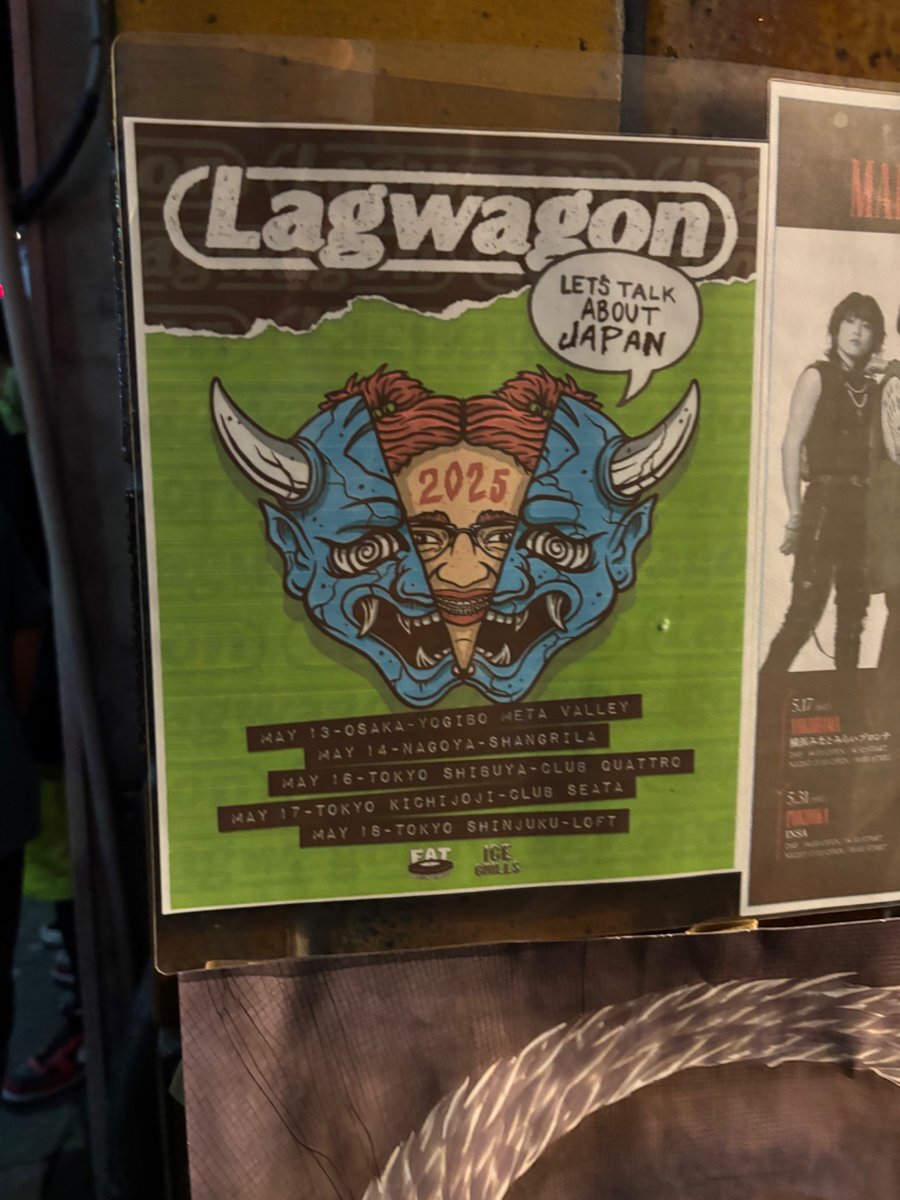 Lagwagon
LET'S TALK
ABOUT
JAPAN
2025
MAY 13-OSAKA-YOGIBO META VALLEY
MAY 14-NAGOYA-SHANGRILA
MAY 16-TOKYO SHIBUYA-CLUB QUATTRO
MAY 17-TOKYO KICHIJOJI-CLUB SEATA
MAY 18-TOKYO SHINJUKU-LOFT
FAT
ICE
GRILLS
5.17
5.31